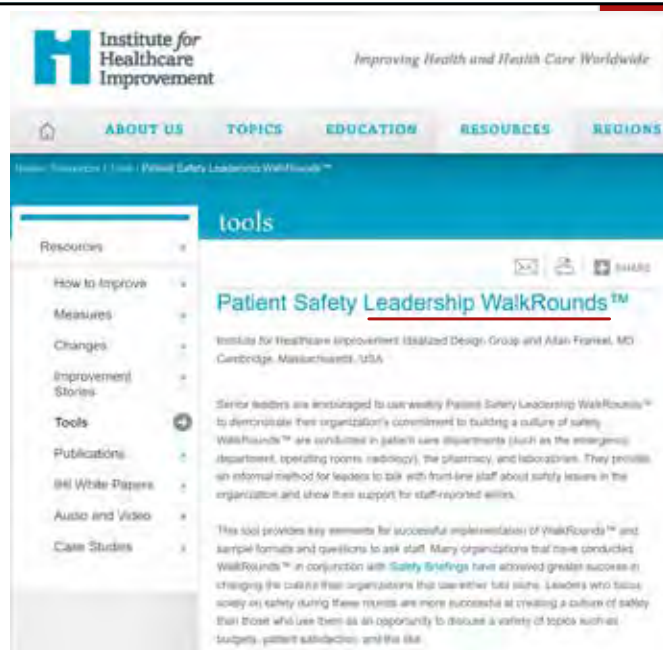 Institute for
Healthcare
Improvement
Improving Health and Health Care Worldwide
ABOUT US TOPICS EDUCATION RESOURCES REGIONS
Home / Resources / Tools / Patient Safety Leadership WalkRounds™
tools
Resources
How to Improve
Measures
Changes
Improvement
Stories
Tools
Publications
IHI White Papers
Audio and Video
Case Studies
SHARE
Patient Safety Leadership WalkRounds™
Institute for Healthcare Improvement Idealized Design Group and Allan Frankel, MD
Cambridge, Massachusetts, USA
Senior leaders are encouraged to use weekly Patient Safety Leadership WalkRounds™
to demonstrate their organization's commitment to building a culture of safety.
WalkRounds™ are conducted in patient care departments (such as the emergency
department, operating rooms, radiology), the pharmacy, and laboratories. They provide
an informal method for leaders to talk with front-line staff about safety issues in the
organization and show their support for staff-reported errors.
This tool provides key elements for successful implementation of WalkRounds™ and
sample formats and questions to ask staff. Many organizations that have conducted
WalkRounds™ in conjunction with Safety Briefings have achieved greater success in
changing the culture their organizations that use either tool alone. Leaders who focus
solely on safety during these rounds are more successful at creating a culture of safety
than those who use them as an opportunity to discuss a variety of topics such as
budgets, patient satisfaction, and the like.